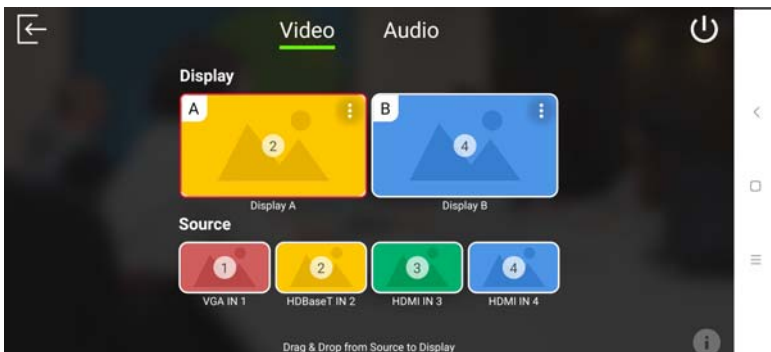 Video Audio
Display
A B
2 4
Display A Display B
Source
1 2 3 4
VGA IN 1 HDBaseT IN 2 HDMI IN 3 HDMI IN 4
Drag & Drop from Source to Display
i